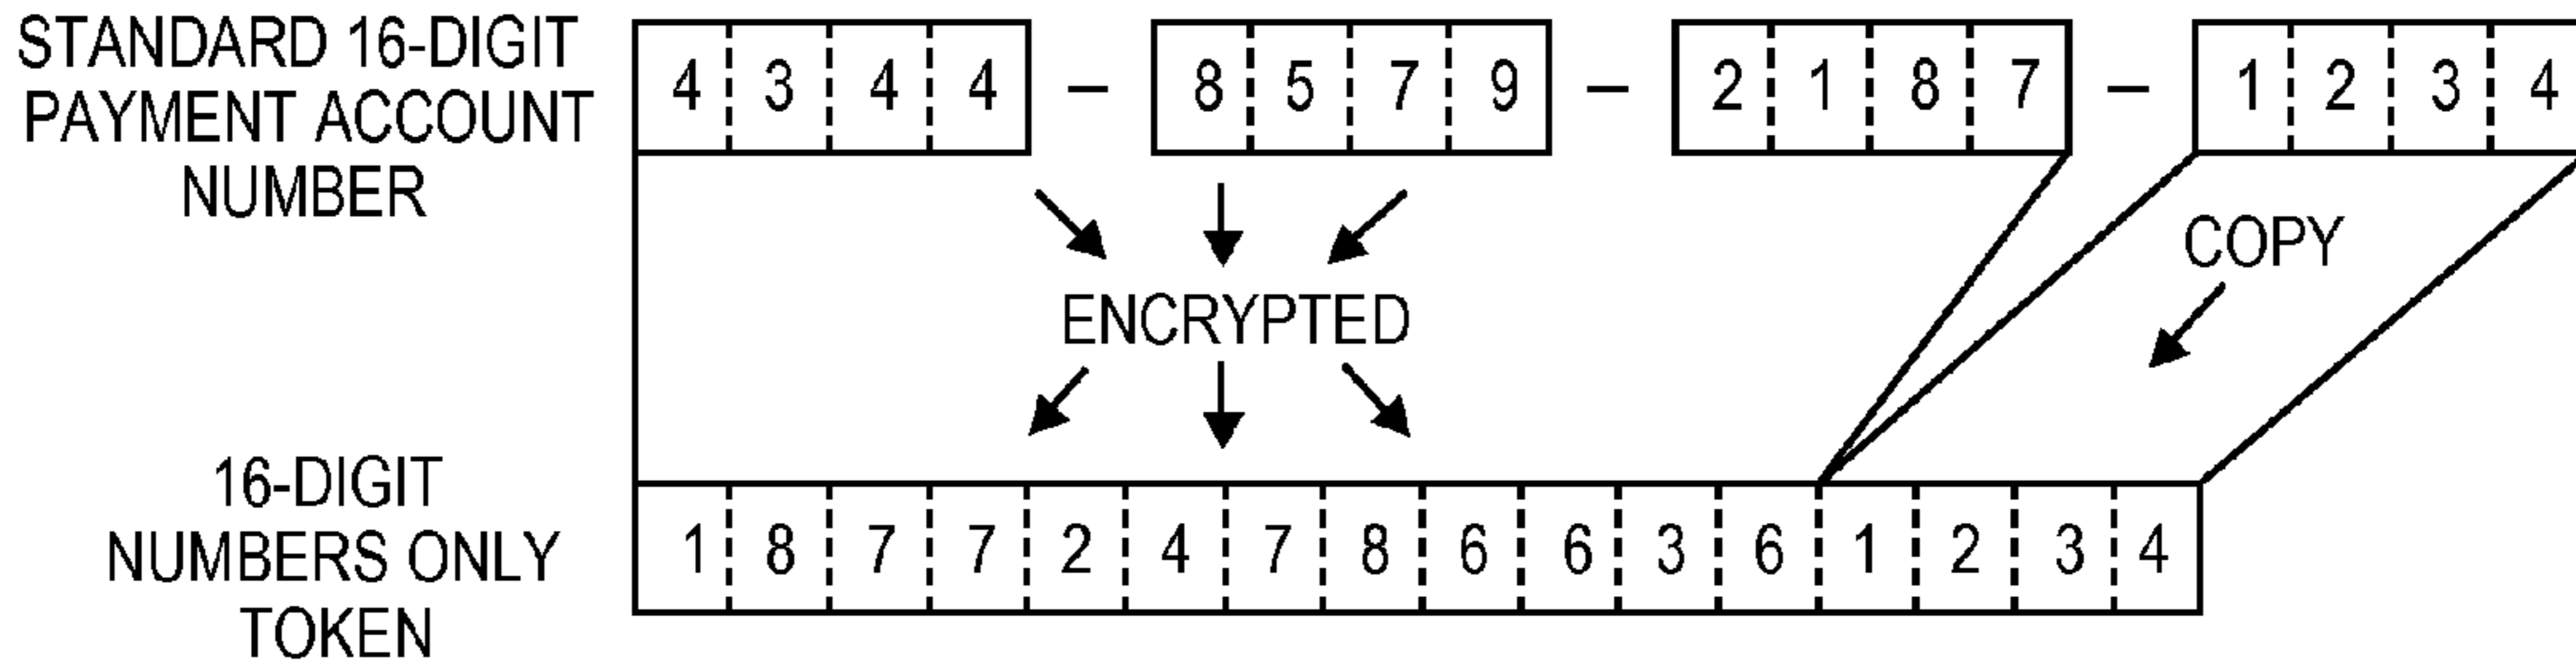 STANDARD 16-DIGIT
PAYMENT ACCOUNT
NUMBER
4 3 4 4 – 8 5 7 9 – 2 1 8 7 – 1 2 3 4
COPY
ENCRYPTED
16-DIGIT
NUMBERS ONLY
TOKEN
1 8 7 7 2 4 7 8 6 6 3 6 1 2 3 4